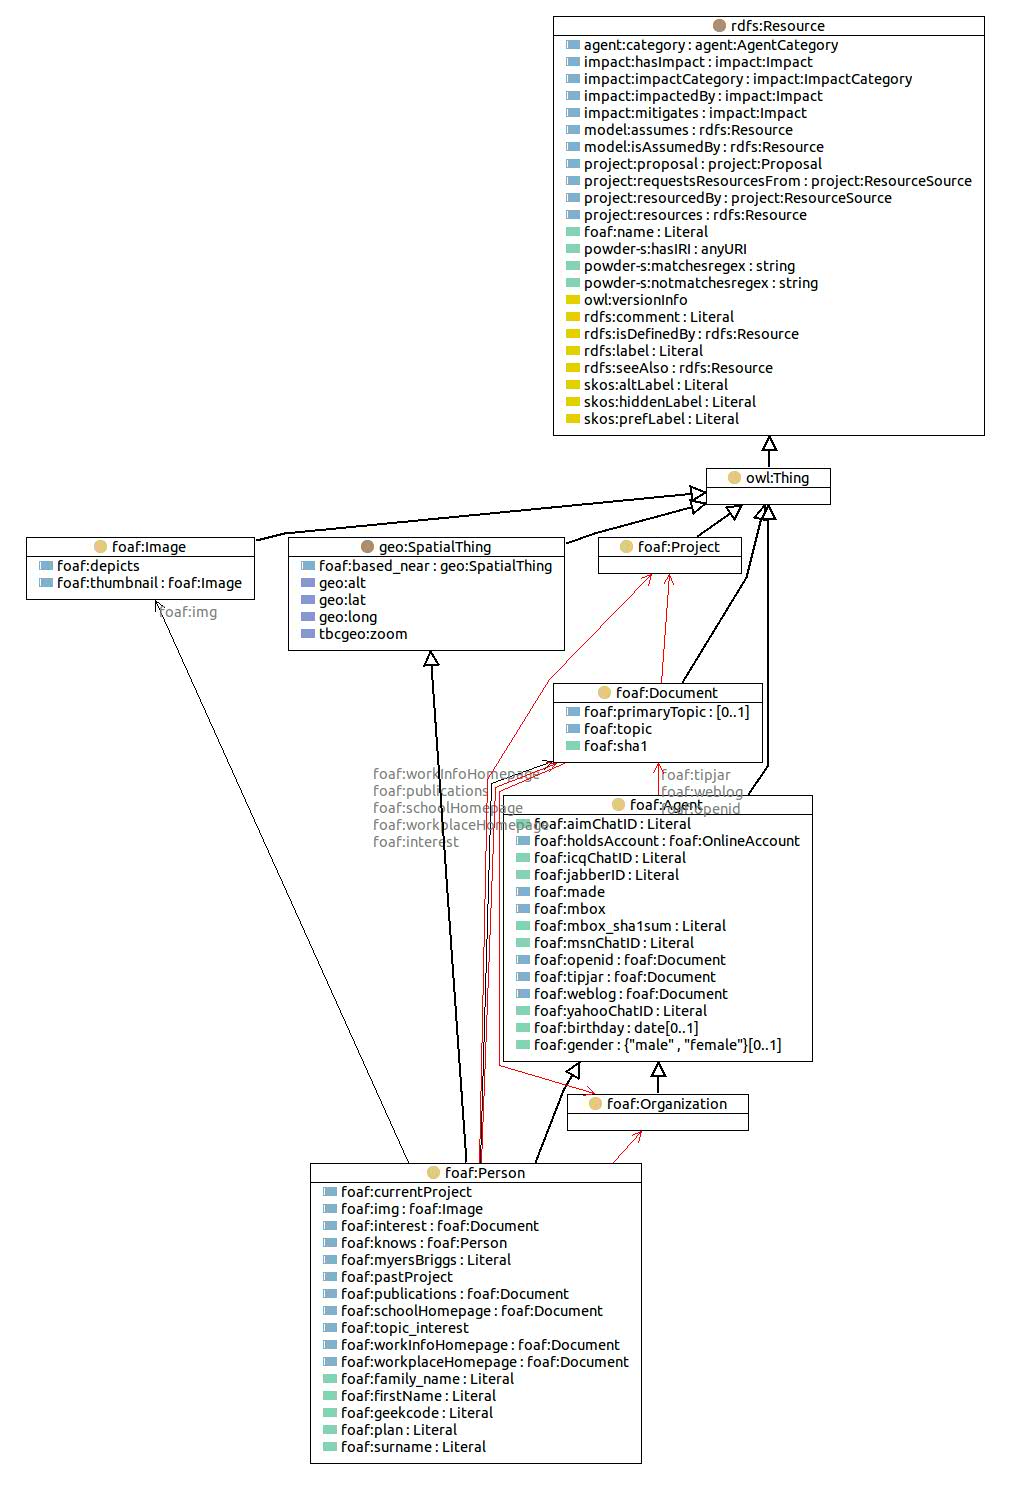 rdfs:Resource
agent:category : agent:AgentCategory
impact:hasImpact : impact:Impact
impact:impactCategory : impact:ImpactCategory
impact:impactedBy : impact:Impact
impact:mitigates : impact:Impact
model:assumes : rdfs:Resource
model:isAssumedBy : rdfs:Resource
project:proposal : project:Proposal
project:requestsResourcesFrom : project:ResourceSource
project:resourcedBy : project:ResourceSource
project:resources : rdfs:Resource
foaf:name : Literal
powder-s:hasIRI : anyURI
powder-s:matchesregex : string
powder-s:notmatchesregex : string
owl:versionInfo
rdfs:comment : Literal
rdfs:isDefinedBy : rdfs:Resource
rdfs:label : Literal
rdfs:seeAlso : rdfs:Resource
skos:altLabel : Literal
skos:hiddenLabel : Literal
skos:prefLabel : Literal
owl:Thing
foaf:Image
foaf:depicts
foaf:thumbnail : foaf:Image
foaf:img
geo:SpatialThing
foaf:based_near : geo:SpatialThing
geo:alt
geo:lat
geo:long
tbcgeo:zoom
foaf:Project
foaf:Document
foaf:primaryTopic : [0..1]
foaf:topic
foaf:sha1
foaf:workInfoHomepage
foaf:publications
foaf:schoolHomepage
foaf:workplaceHomepage
foaf:interest
foaf:tipjar
foaf:weblog
foaf:openid
foaf:Agent
foaf:aimChatID : Literal
foaf:holdsAccount : foaf:OnlineAccount
foaf:icqChatID : Literal
foaf:jabberID : Literal
foaf:made
foaf:mbox
foaf:mbox_sha1sum : Literal
foaf:msnChatID : Literal
foaf:openid : foaf:Document
foaf:tipjar : foaf:Document
foaf:weblog : foaf:Document
foaf:yahooChatID : Literal
foaf:birthday : date[0..1]
foaf:gender : {"male" , "female"}[0..1]
foaf:Organization
foaf:Person
foaf:currentProject
foaf:img : foaf:Image
foaf:interest : foaf:Document
foaf:knows : foaf:Person
foaf:myersBriggs : Literal
foaf:pastProject
foaf:publications : foaf:Document
foaf:schoolHomepage : foaf:Document
foaf:topic_interest
foaf:workInfoHomepage : foaf:Document
foaf:workplaceHomepage : foaf:Document
foaf:family_name : Literal
foaf:firstName : Literal
foaf:geekcode : Literal
foaf:plan : Literal
foaf:surname : Literal